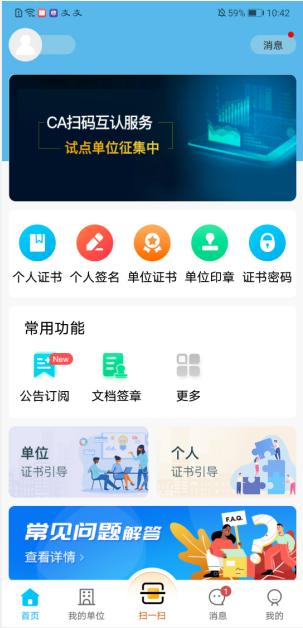 59% 10:42
消息
CA扫码互认服务
试点单位征集中
个人证书 个人签名 单位证书 单位印章 证书密码
常用功能
New
公告订阅 文档签章 更多
单位
证书引导
个人
证书引导
常见问题解答
查看详情 >
F.A.Q.
?
1
首页 我的单位 扫一扫 消息 我的